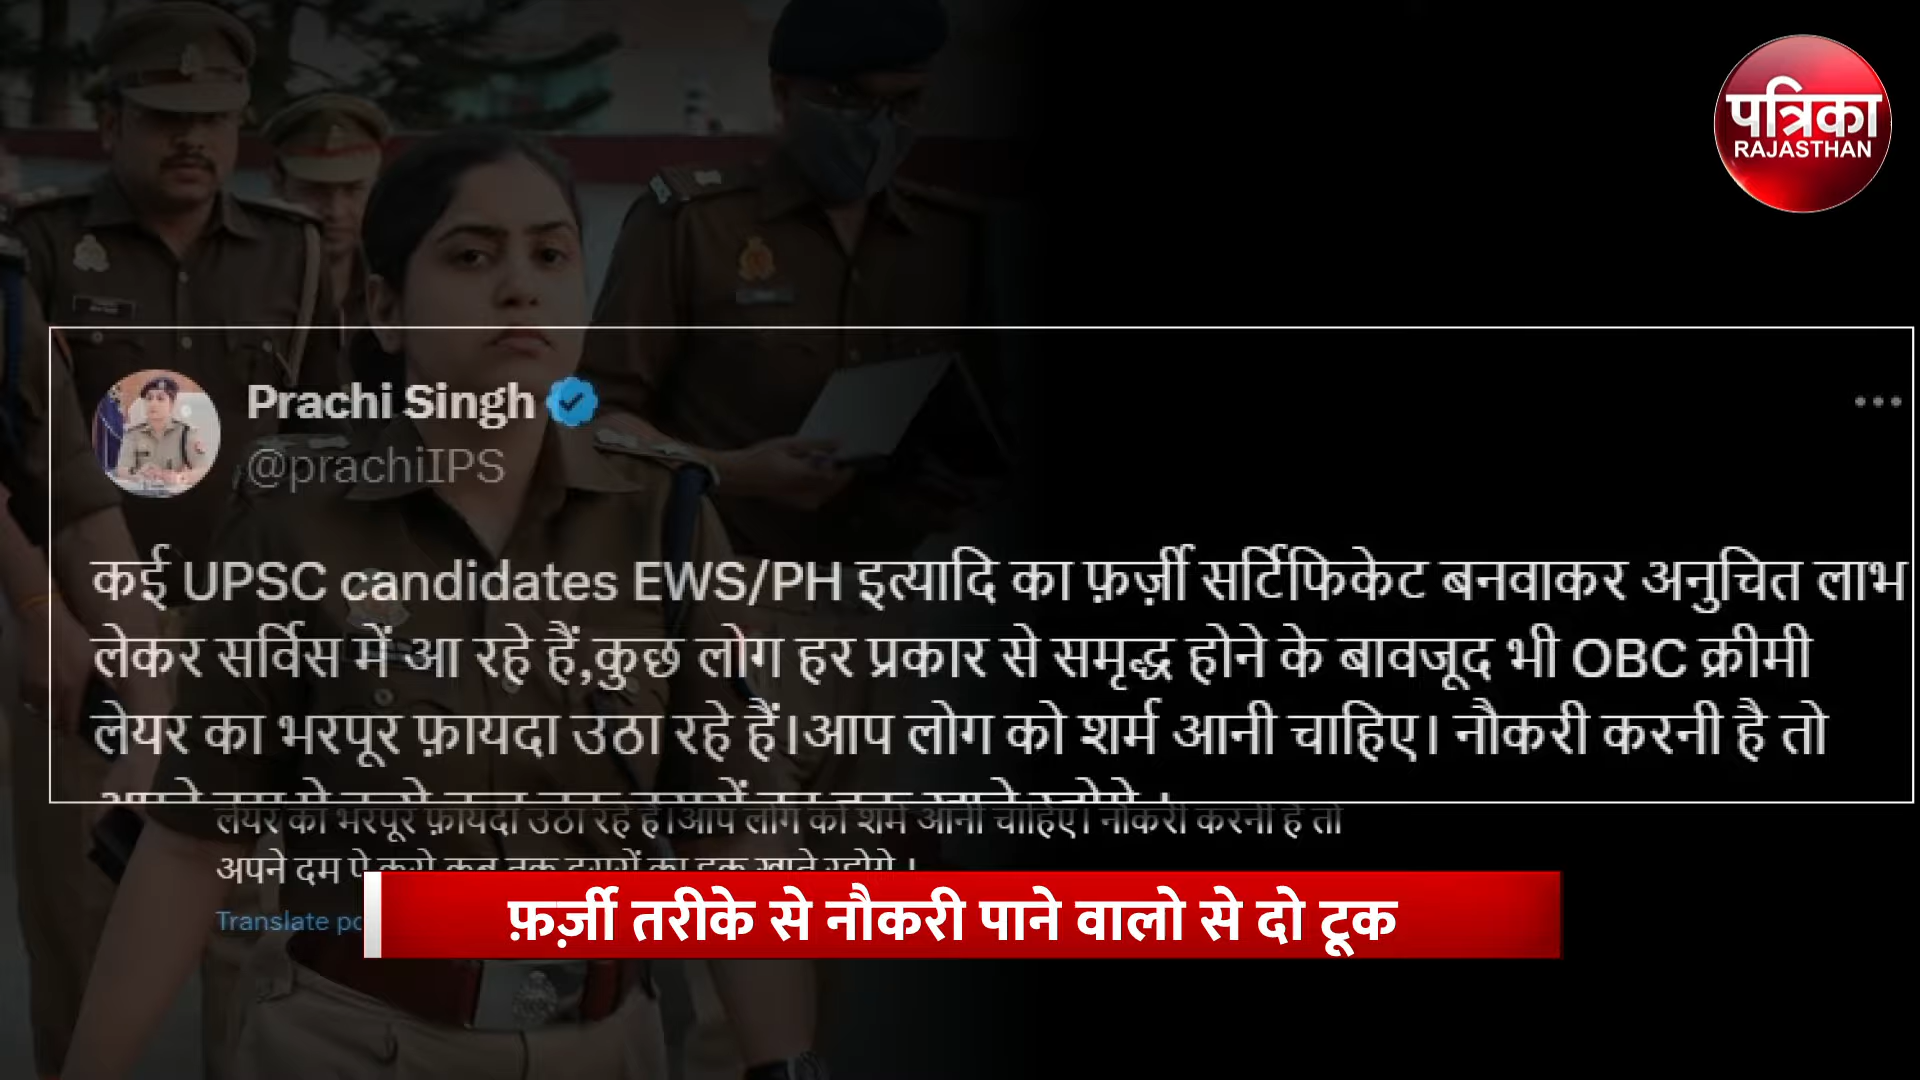 पत्रिका
RAJASTHAN
Prachi Singh
@prachiIPS
कई UPSC candidates EWS/PH इत्यादि का फ़र्ज़ी सर्टिफिकेट बनवाकर अनुचित लाभ
लेकर सर्विस में आ रहे हैं,कुछ लोग हर प्रकार से समृद्ध होने के बावजूद भी OBC क्रीमी
लेयर का भरपूर फ़ायदा उठा रहे हैं।आप लोग को शर्म आनी चाहिए। नौकरी करनी है तो
लेयर का भरपूर फ़ायदा उठा रहे हैं।आप लोग को शर्म आनी चाहिए। नौकरी करनी है तो
अपने दम पे
Translate
फ़र्ज़ी तरीके से नौकरी पाने वालो से दो टूक